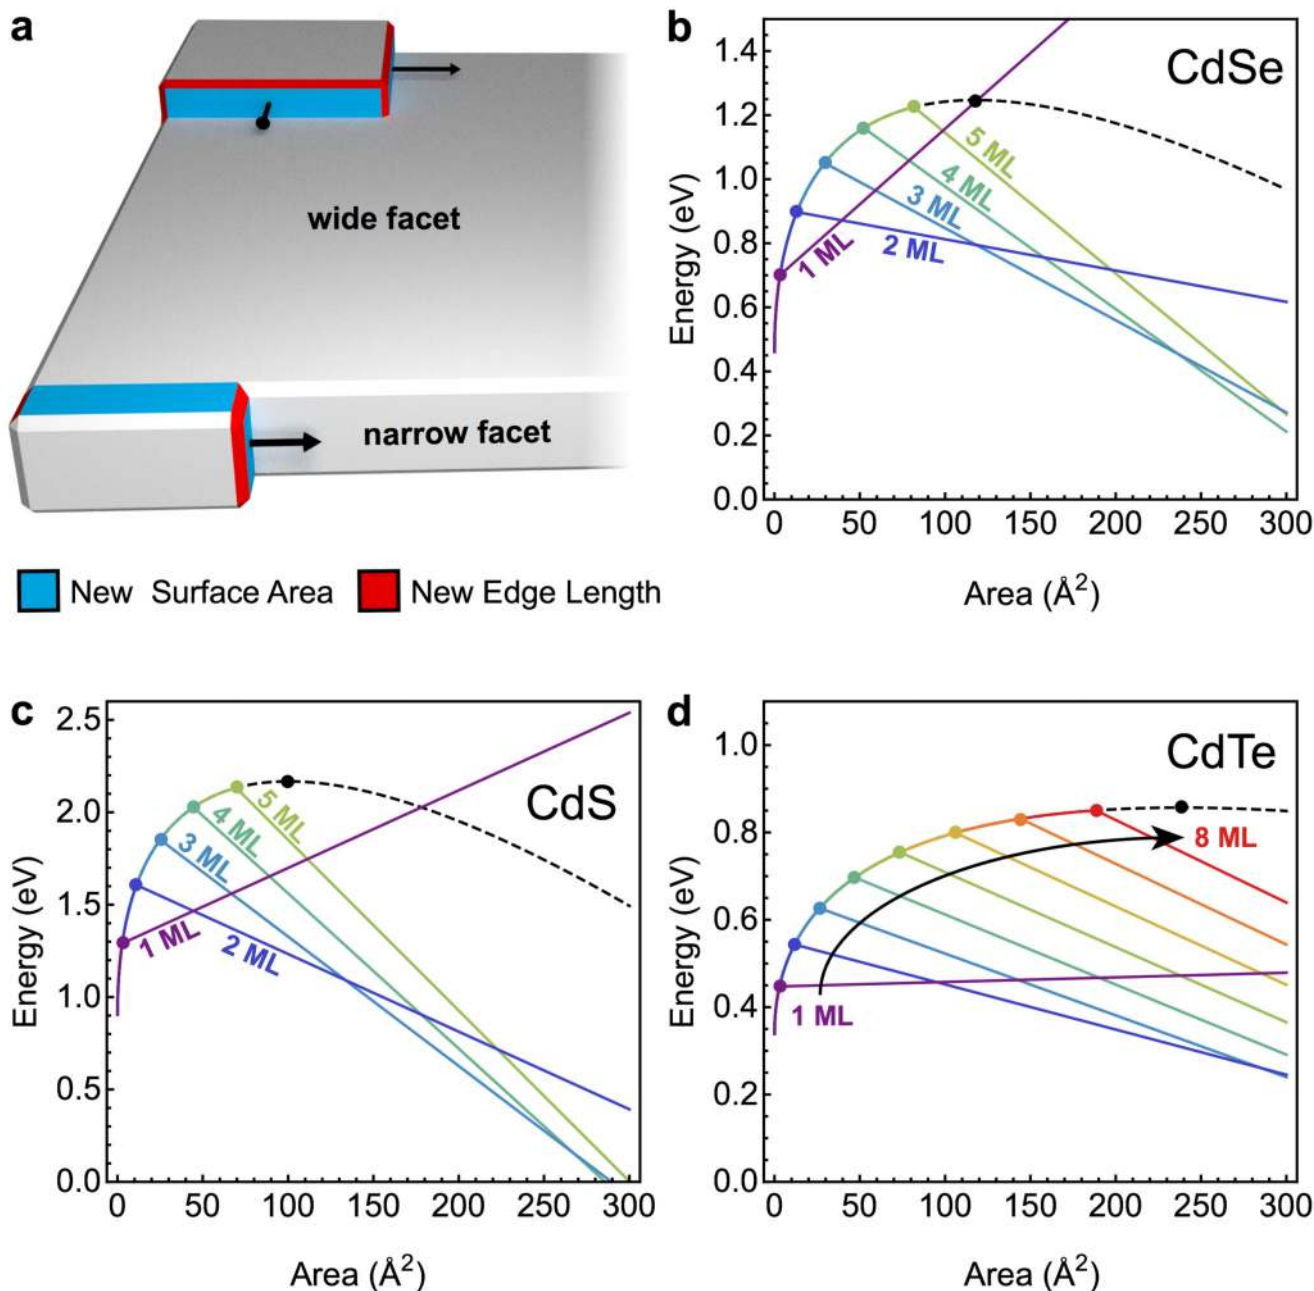 a
wide facet
narrow facet
New Surface Area
New Edge Length
b
CdSe
Energy (eV)
1.4
1.2
1.0
0.8
0.6
0.4
0.2
0.0
5 ML
4 ML
3 ML
2 ML
1 ML
0 50 100 150 200 250 300
Area (Å²)
c
CdS
Energy (eV)
2.5
2.0
1.5
1.0
0.5
0.0
5 ML
4 ML
3 ML
2 ML
1 ML
0 50 100 150 200 250 300
Area (Å²)
d
CdTe
Energy (eV)
1.0
0.8
0.6
0.4
0.2
0.0
8 ML
1 ML
0 50 100 150 200 250 300
Area (Å²)